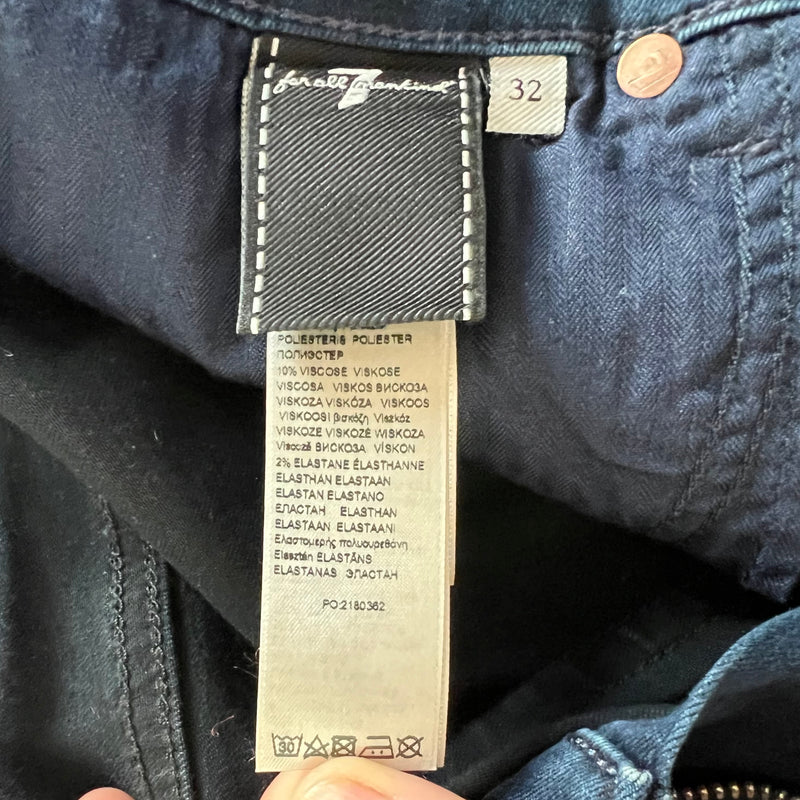 for all 7 mankind
32
POLIESTERIS POLIESTER
ПОЛИЭСТЕР
10% VISCOSE VISKOSE
VISCOSA VISKOS ВИСКОЗА
VISKOZA VISKÓZA VISKOOS
VISKOOSI βισκόζη Viszkóz
VISKOZE VISKOZĖ WISKOZA
Viscoză ВИСКОЗА VÍSKON
2% ELASTANE ÉLASTHANNE
ELASTHAN ELASTAAN
ELASTAN ELASTANO
ЕЛАСТАН ELASTHAN
ELASTAAN ELASTAANI
Ελαστομερής πολυουρεθάνη
Elasztén ELASTĀNS
ELASTANAS ЭЛАСТАН
PO:2180362
30